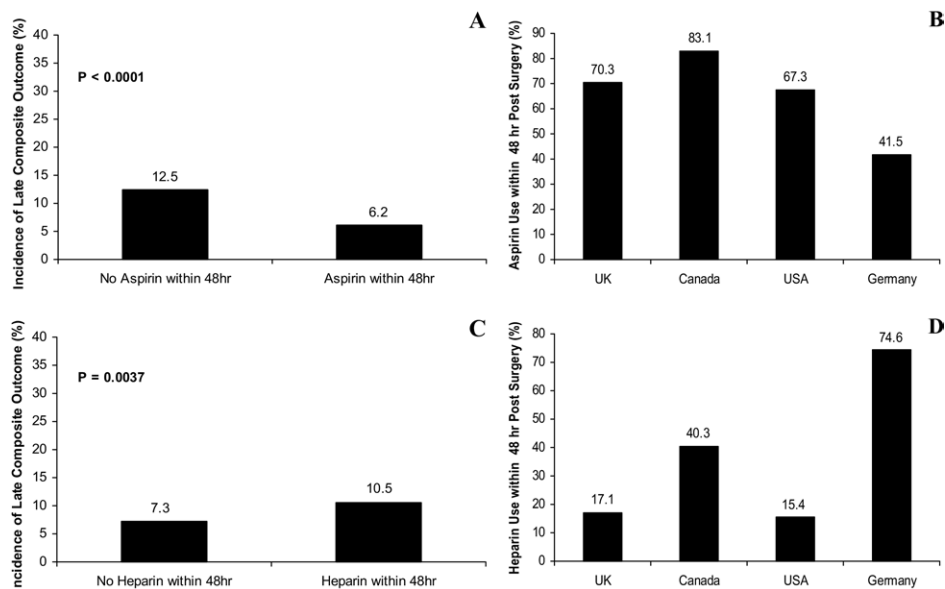 A
Incidence of Late Composite Outcome (%)
40
35
30
25
20
15
10
5
0
P < 0.0001
12.5
6.2
No Aspirin within 48hr
Aspirin within 48hr
B
Aspirin Use within 48 hr Post Surgery (%)
90
80
70
60
50
40
30
20
10
0
70.3
83.1
67.3
41.5
UK
Canada
USA
Germany
C
ncidence of Late Composite Outcome (%)
40
35
30
25
20
15
10
5
0
P = 0.0037
7.3
10.5
No Heparin within 48hr
Heparin within 48hr
D
Heparin Use within 48 hr Post Surgery (%)
80
70
60
50
40
30
20
10
0
17.1
40.3
15.4
74.6
UK
Canada
USA
Germany